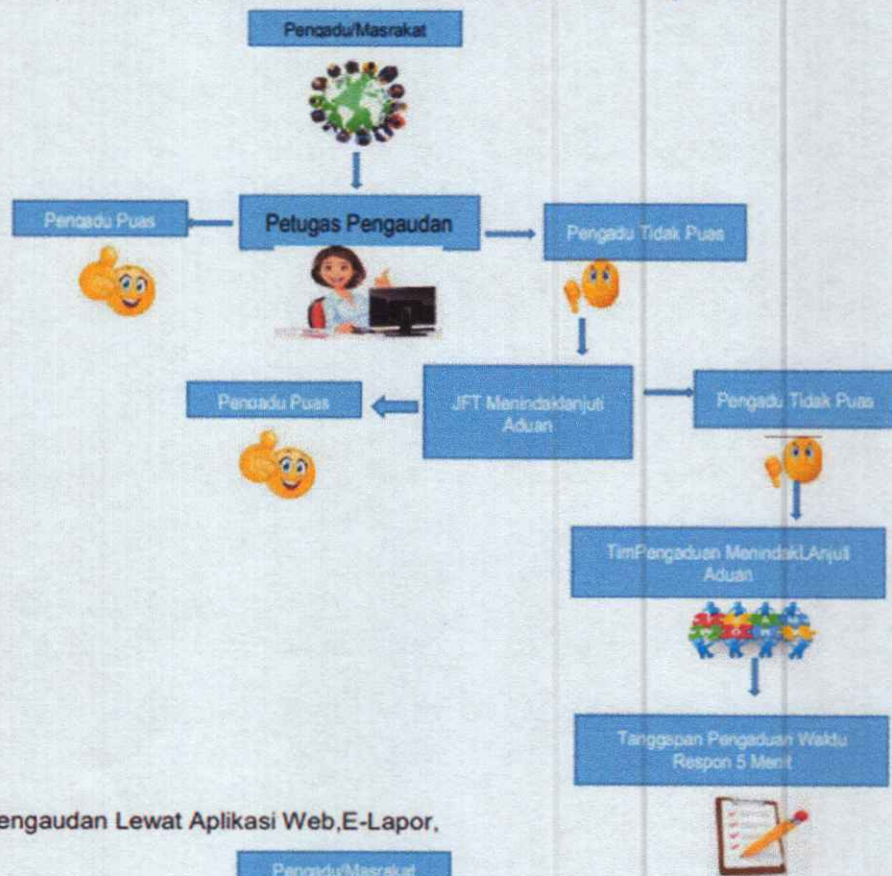 Pengadu/Masrakat
Pengadu Puas
Petugas Pengaudan
Pengadu Tidak Puas
Pengadu Puas
JFT Menindaklanjuti
Aduan
Pengadu Tidak Puas
TimPengaduan MenindakLAnjuti
Aduan
Tanggapan Pengaduan Waktu
Respon 5 Menit
engaudan Lewat Aplikasi Web,E-Lapor,
Pengadu/Masrakat